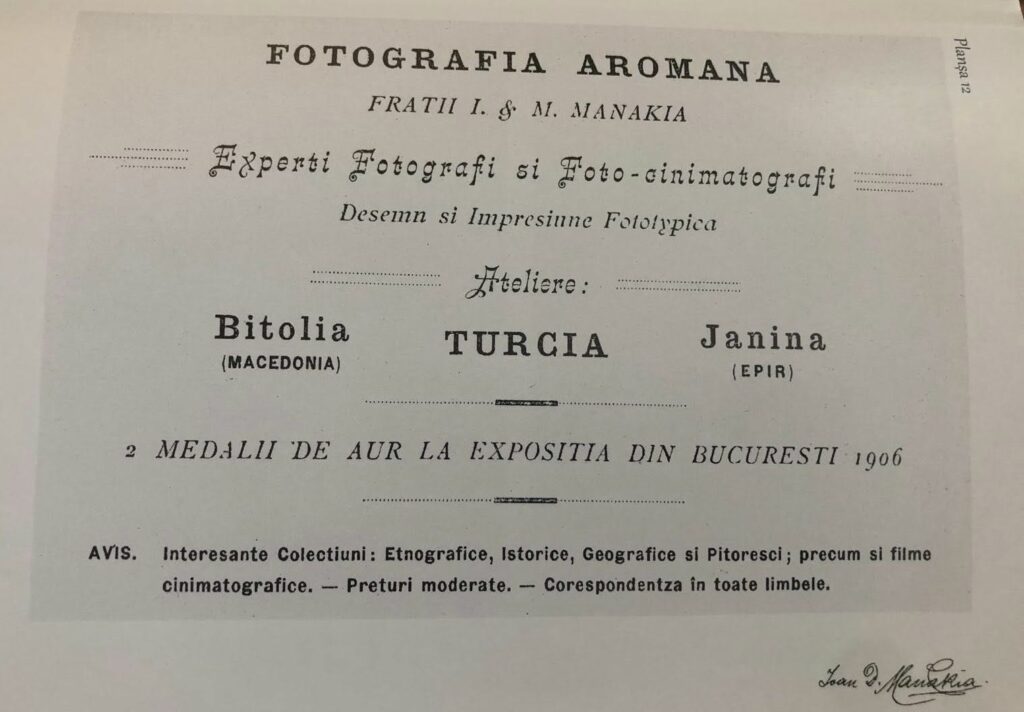 Planșa 12
FOTOGRAFIA AROMANA
FRATII I. & M. MANAKIA
Experti Fotografi si Foto-cinimatografi
Desemn si Impresiune Fototypica
Ateliere:
Bitolia TURCIA Janina
(MACEDONIA) (EPIR)
2 MEDALII DE AUR LA EXPOSITIA DIN BUCURESTI 1906
AVIS. Interesante Colectiuni: Etnografice, Istorice, Geografice si Pitoresci; precum si filme
cinimatografice. — Preturi moderate. — Corespondentza în toate limbele.
Ioan D. Manakia.